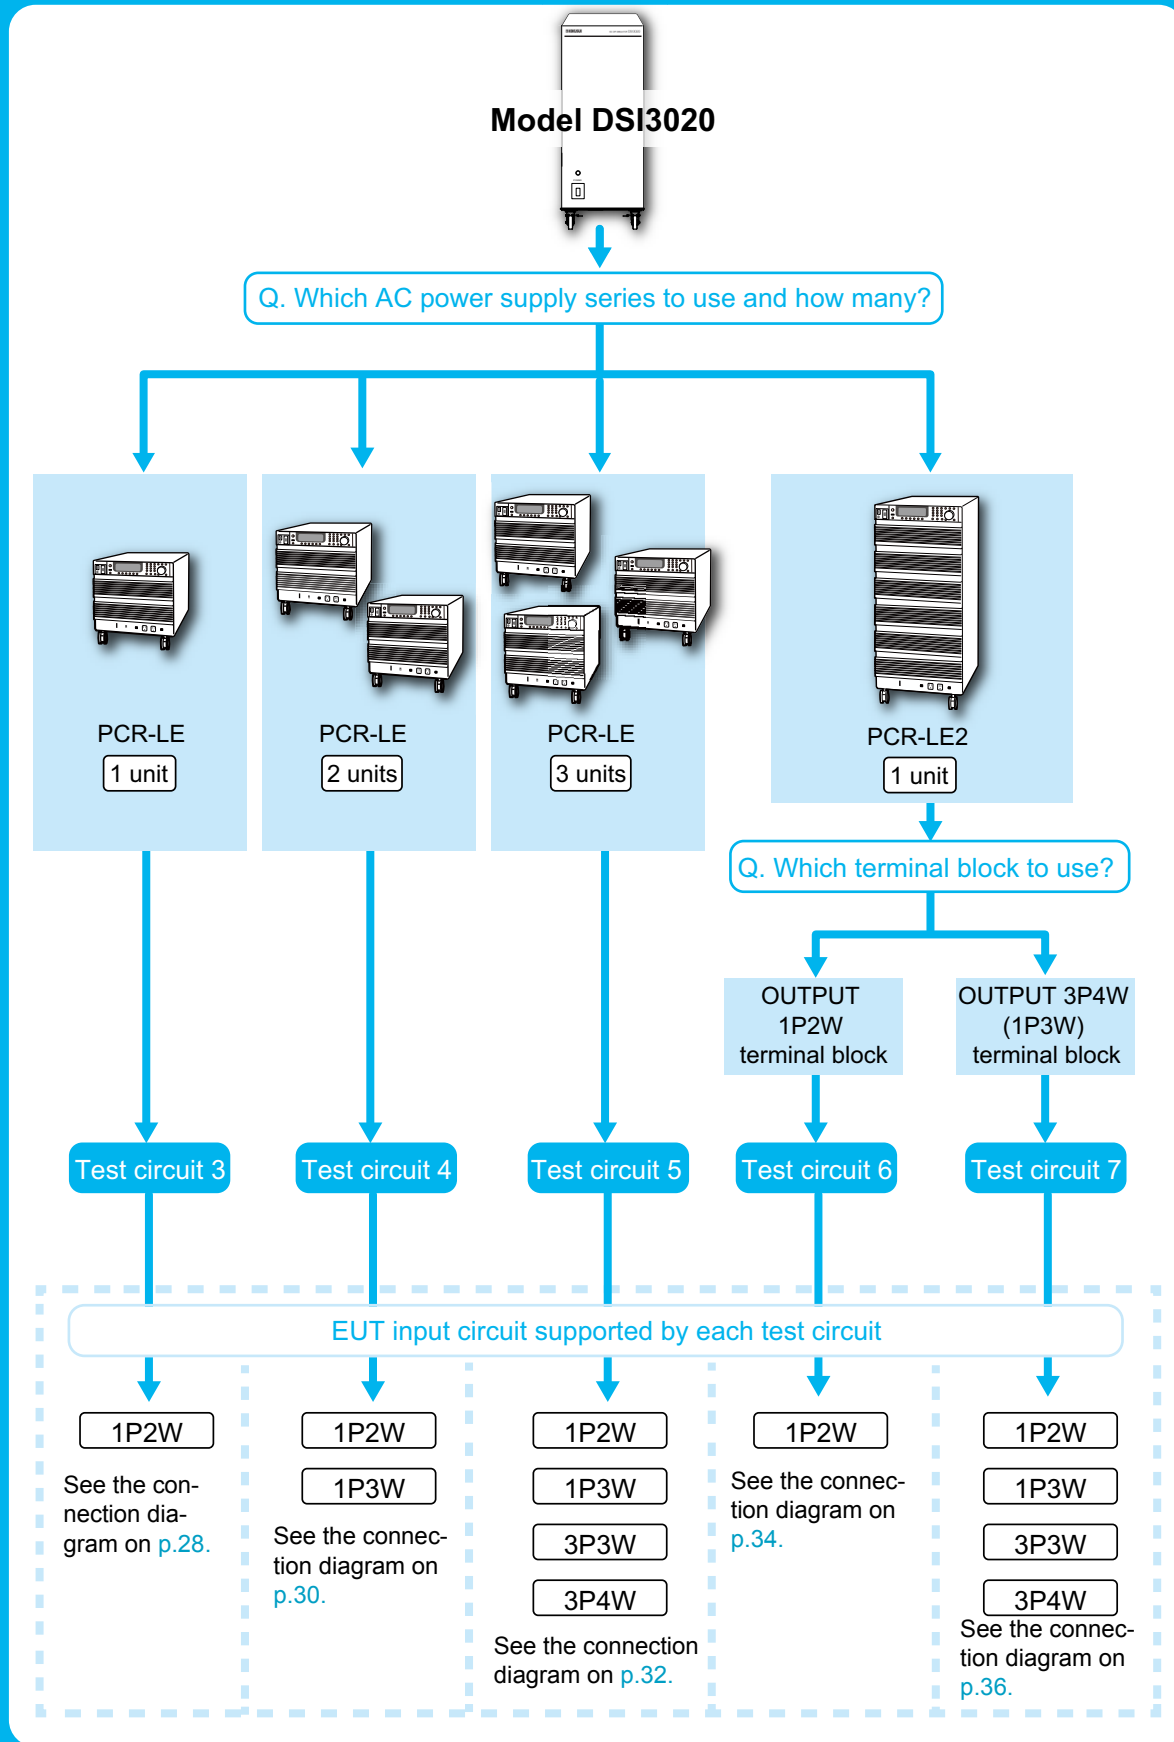 Model DSI3020
Q. Which AC power supply series to use and how many?
PCR-LE
1 unit
PCR-LE
2 units
PCR-LE
3 units
PCR-LE2
1 unit
Q. Which terminal block to use?
OUTPUT
1P2W
terminal block
OUTPUT 3P4W
(1P3W)
terminal block
Test circuit 3
Test circuit 4
Test circuit 5
Test circuit 6
Test circuit 7
EUT input circuit supported by each test circuit
1P2W
See the con-
nection dia-
gram on p.28.
1P2W
1P3W
See the connec-
tion diagram on
p.30.
1P2W
1P3W
3P3W
3P4W
See the connection
diagram on p.32.
1P2W
See the connec-
tion diagram on
p.34.
1P2W
1P3W
3P3W
3P4W
See the connec-
tion diagram on
p.36.